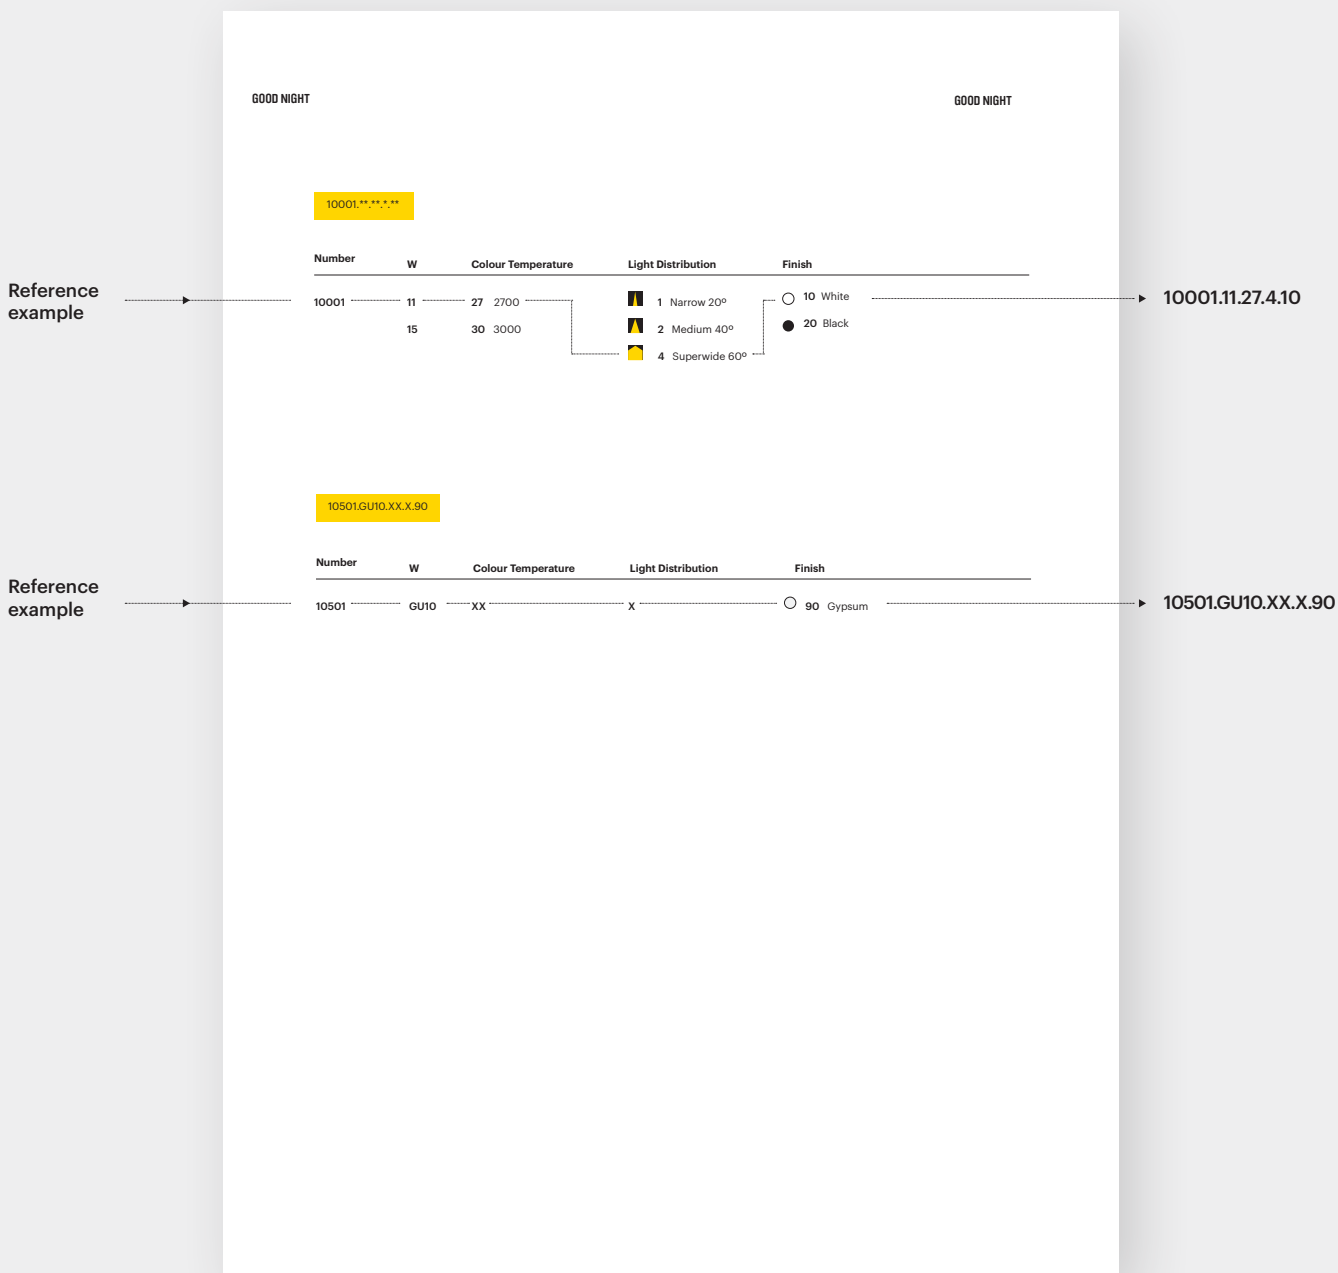 GOOD NIGHT GOOD NIGHT
10001.**.**.*.**
Number W Colour Temperature Light Distribution Finish
Reference
example
10001 11 27 2700 1 Narrow 20º 10 White 10001.11.27.4.10
15 30 3000 2 Medium 40º 20 Black
4 Superwide 60º
10501.GU10.XX.X.90
Number W Colour Temperature Light Distribution Finish
Reference
example
10501 GU10 XX X 90 Gypsum 10501.GU10.XX.X.90